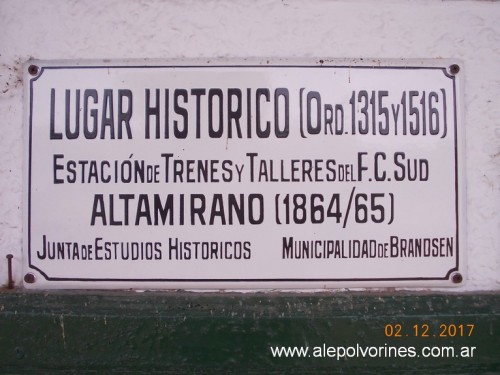 LUGAR HISTORICO (ORD. 1315 Y 1516)
ESTACIÓN DE TRENES Y TALLERES DEL F.C. SUD
ALTAMIRANO (1864/65)
JUNTA DE ESTUDIOS HISTORICOS MUNICIPALIDAD DE BRANDSEN
02.12.2017
www.alepolvorines.com.ar